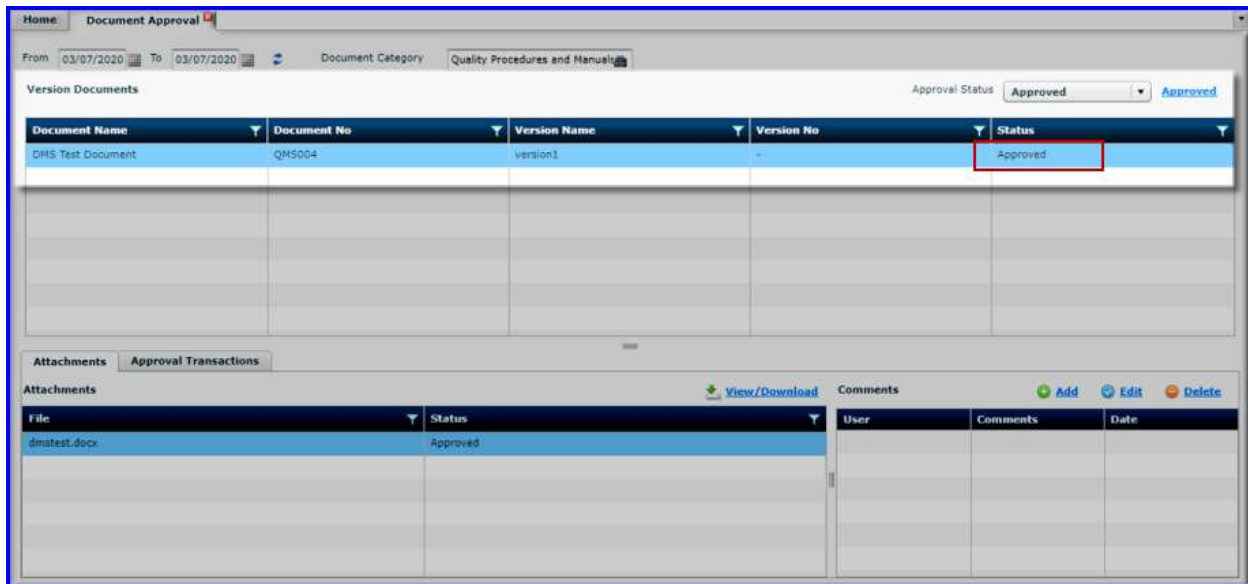 Home Document Approval
From 03/07/2020 To 03/07/2020 Document Category Quality Procedures and Manuals
Version Documents Approval Status Approved Approved
Document Name Document No Version Name Version No Status
DMS Test Document QMS004 version1 - Approved
Attachments Approval Transactions
Attachments View/Download Comments Add Edit Delete
File Status User Comments Date
dmstest.docx Approved